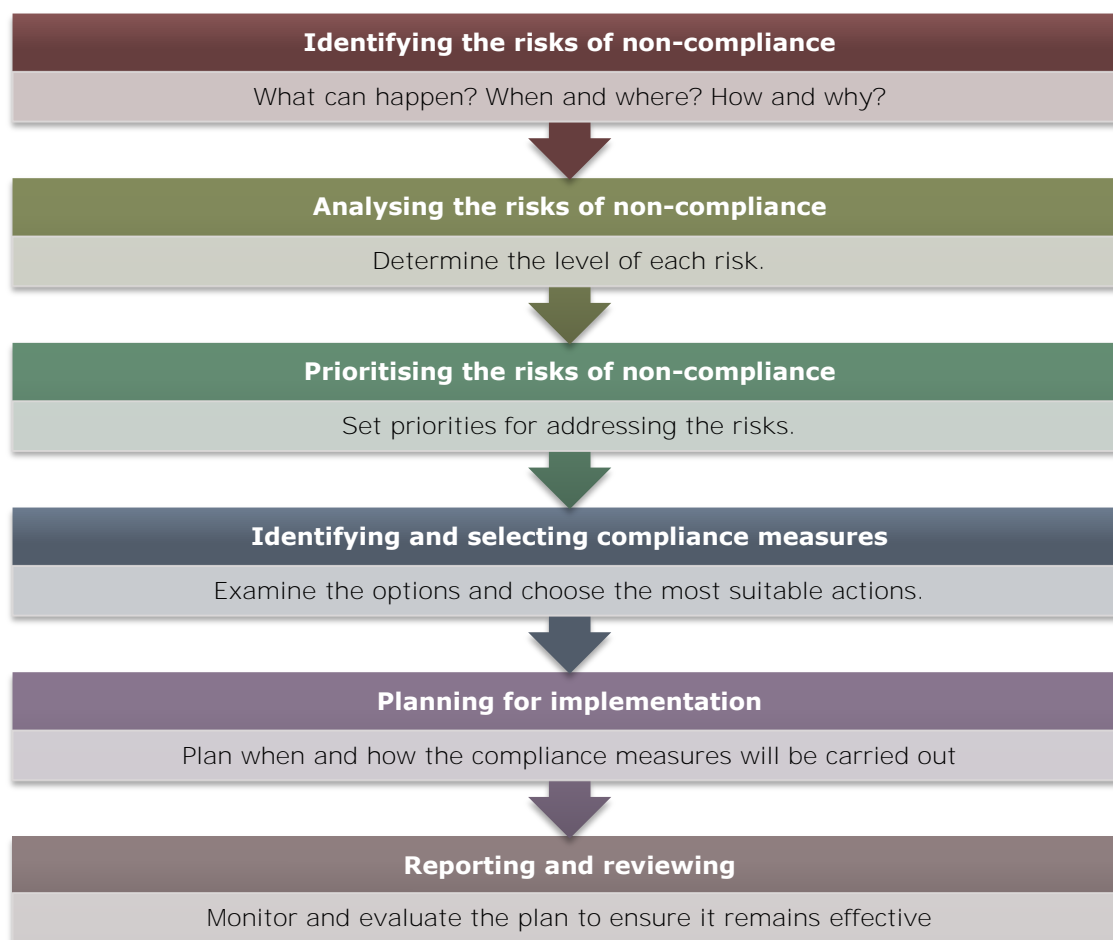 Identifying the risks of non-compliance
What can happen? When and where? How and why?
Analysing the risks of non-compliance
Determine the level of each risk.
Prioritising the risks of non-compliance
Set priorities for addressing the risks.
Identifying and selecting compliance measures
Examine the options and choose the most suitable actions.
Planning for implementation
Plan when and how the compliance measures will be carried out
Reporting and reviewing
Monitor and evaluate the plan to ensure it remains effective